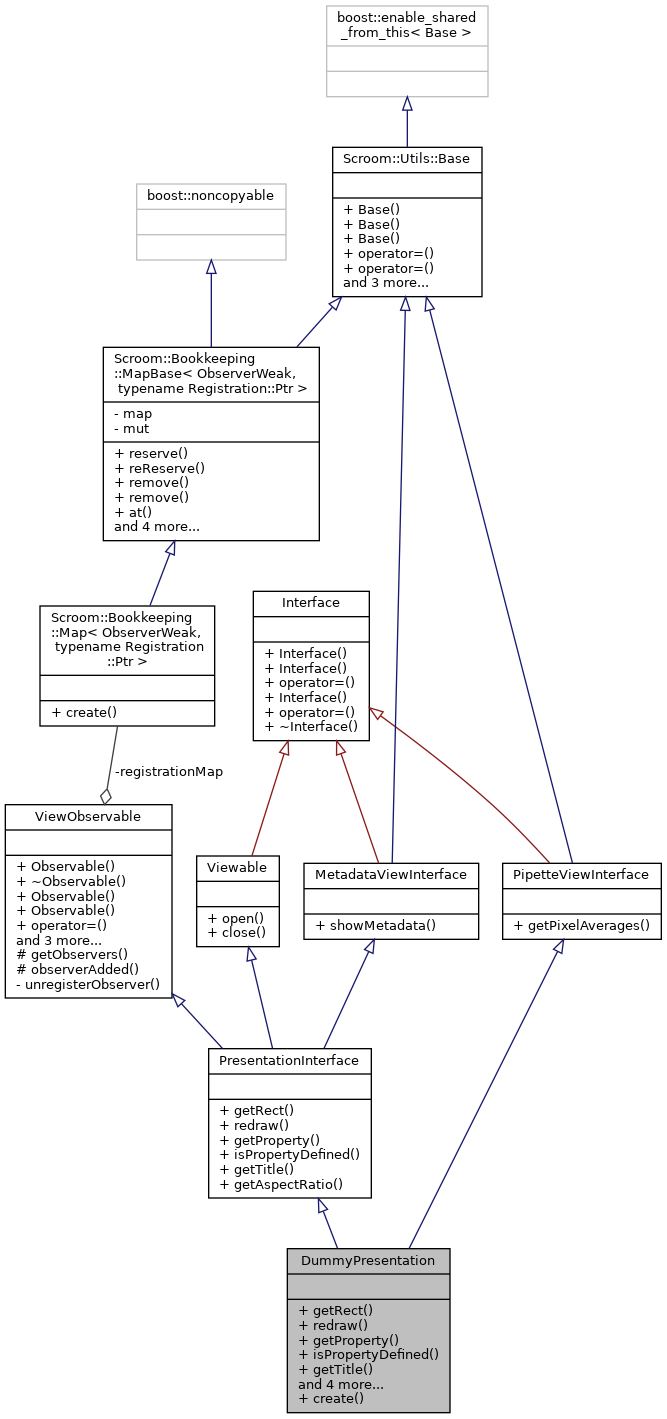 boost::enable_shared
_from_this< Base >
Scroom::Utils::Base
+ Base()
+ Base()
+ Base()
+ operator=()
+ operator=()
and 3 more...
boost::noncopyable
Scroom::Bookkeeping
::MapBase< ObserverWeak,
typename Registration::Ptr >
- map
- mut
+ reserve()
+ reReserve()
+ remove()
+ remove()
+ at()
and 4 more...
Scroom::Bookkeeping
::Map< ObserverWeak,
typename Registration
::Ptr >
+ create()
Interface
+ Interface()
+ Interface()
+ operator=()
+ Interface()
+ operator=()
+ ~Interface()
-registrationMap
ViewObservable
+ Observable()
+ ~Observable()
+ Observable()
+ Observable()
+ operator=()
and 3 more...
# getObservers()
# observerAdded()
- unregisterObserver()
Viewable
+ open()
+ close()
MetadataViewInterface
+ showMetadata()
PipetteViewInterface
+ getPixelAverages()
PresentationInterface
+ getRect()
+ redraw()
+ getProperty()
+ isPropertyDefined()
+ getTitle()
+ getAspectRatio()
DummyPresentation
+ getRect()
+ redraw()
+ getProperty()
+ isPropertyDefined()
+ getTitle()
and 4 more...
+ create()